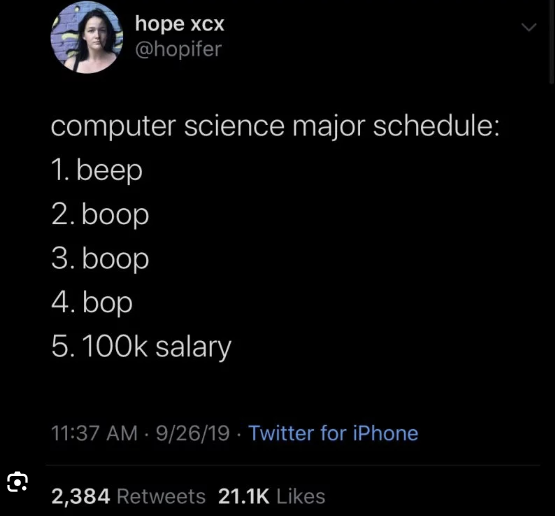 hope xcx
@hopifer
computer science major schedule:
1. beep
2. boop
3. boop
4. bop
5. 100k salary
11:37 AM · 9/26/19 · Twitter for iPhone
2,384 Retweets 21.1K Likes